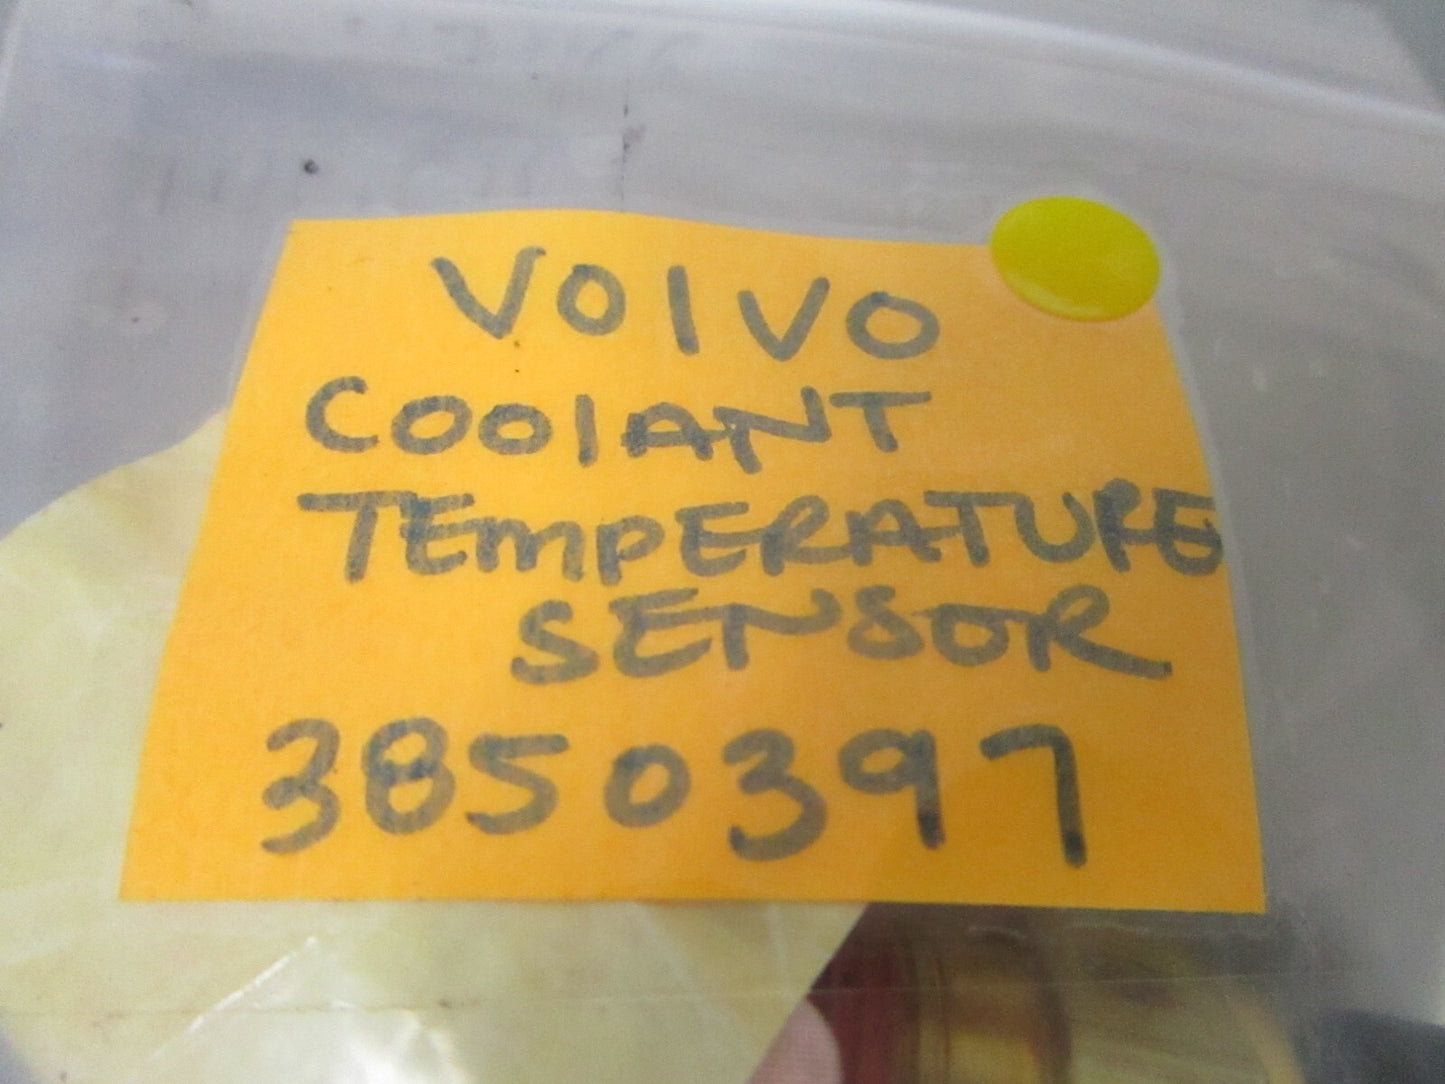 VOLVO
COOLANT
TEMPERATURE
SENSOR
3850397